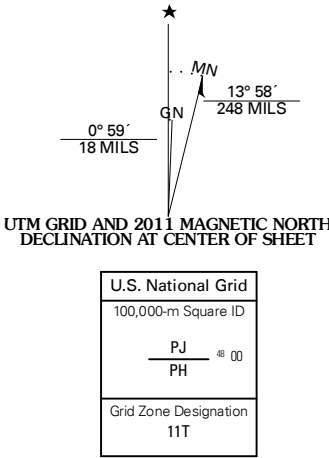 ★
MN
13° 58´
248 MILS
GN
0° 59´
18 MILS
UTM GRID AND 2011 MAGNETIC NORTH
DECLINATION AT CENTER OF SHEET
U.S. National Grid
100,000-m Square ID
PJ
48 00
PH
Grid Zone Designation
11T